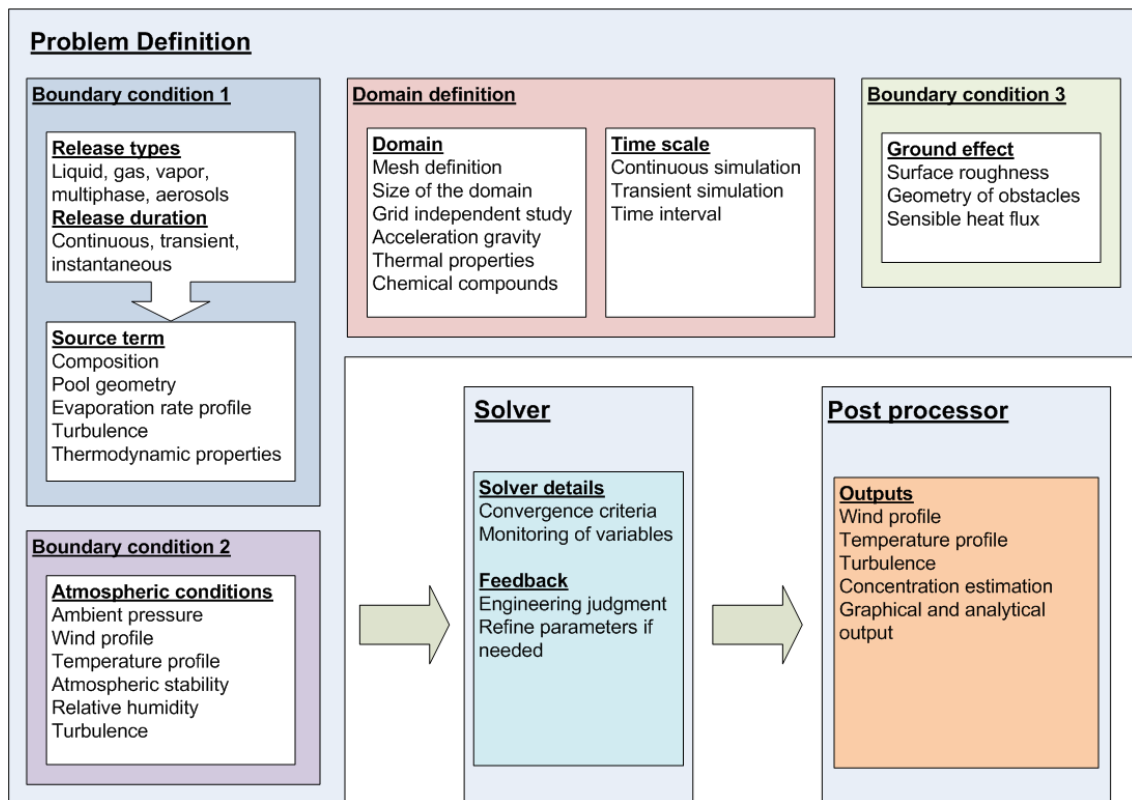 Problem Definition
Boundary condition 1
Release types
Liquid, gas, vapor,
multiphase, aerosols
Release duration
Continuous, transient,
instantaneous
Source term
Composition
Pool geometry
Evaporation rate profile
Turbulence
Thermodynamic properties
Boundary condition 2
Atmospheric conditions
Ambient pressure
Wind profile
Temperature profile
Atmospheric stability
Relative humidity
Turbulence
Domain definition
Domain
Mesh definition
Size of the domain
Grid independent study
Acceleration gravity
Thermal properties
Chemical compounds
Time scale
Continuous simulation
Transient simulation
Time interval
Boundary condition 3
Ground effect
Surface roughness
Geometry of obstacles
Sensible heat flux
Solver
Solver details
Convergence criteria
Monitoring of variables
Feedback
Engineering judgment
Refine parameters if
needed
Post processor
Outputs
Wind profile
Temperature profile
Turbulence
Concentration estimation
Graphical and analytical
output